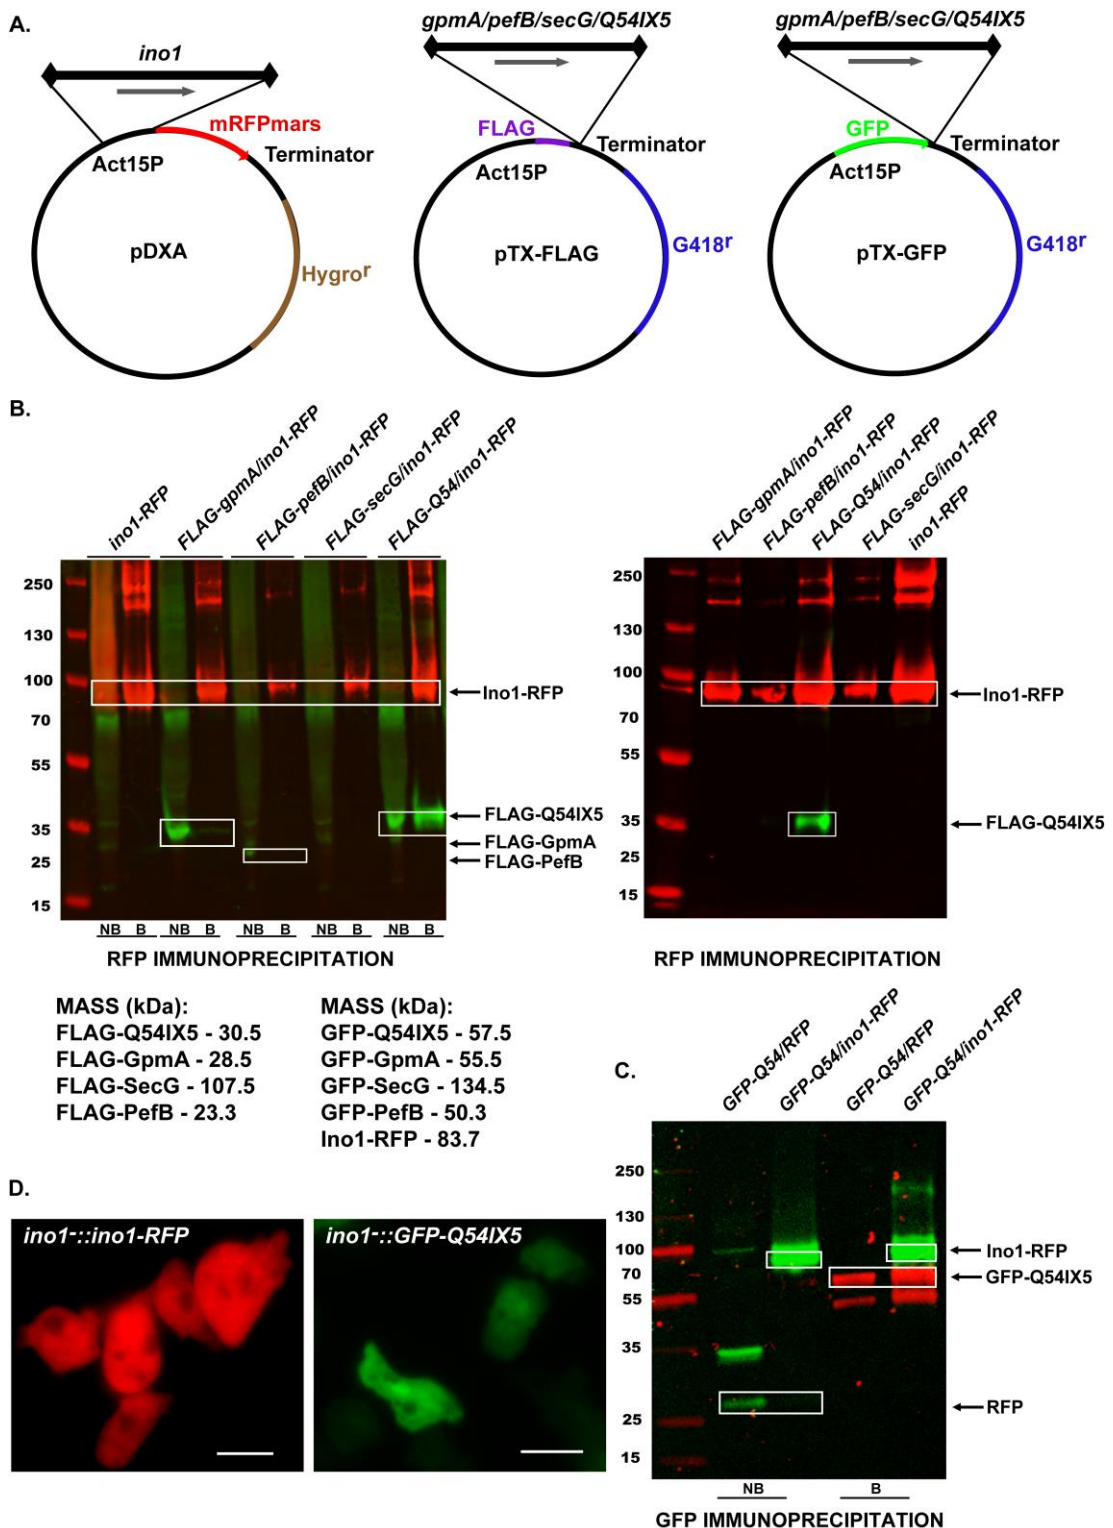 A.
ino1
mRFPmars
Act15P
Terminator
pDXA
Hygroʳ
gpmA/pefB/secG/Q54IX5
FLAG
Act15P
Terminator
pTX-FLAG
G418ʳ
gpmA/pefB/secG/Q54IX5
GFP
Act15P
Terminator
pTX-GFP
G418ʳ
B.
ino1-RFP
FLAG-gpmA/ino1-RFP
FLAG-pefB/ino1-RFP
FLAG-secG/ino1-RFP
FLAG-Q54/ino1-RFP
250
130
100
70
55
35
25
15
Ino1-RFP
FLAG-Q54IX5
FLAG-GpmA
FLAG-PefB
NB B NB B NB B NB B NB B
RFP IMMUNOPRECIPITATION
FLAG-gpmA/ino1-RFP
FLAG-pefB/ino1-RFP
FLAG-Q54/ino1-RFP
FLAG-secG/ino1-RFP
ino1-RFP
250
130
100
70
55
35
25
15
Ino1-RFP
FLAG-Q54IX5
RFP IMMUNOPRECIPITATION
MASS (kDa):
FLAG-Q54IX5 - 30.5
FLAG-GpmA - 28.5
FLAG-SecG - 107.5
FLAG-PefB - 23.3
MASS (kDa):
GFP-Q54IX5 - 57.5
GFP-GpmA - 55.5
GFP-SecG - 134.5
GFP-PefB - 50.3
Ino1-RFP - 83.7
C.
GFP-Q54/RFP
GFP-Q54/ino1-RFP
GFP-Q54/RFP
GFP-Q54/ino1-RFP
250
130
100
70
55
35
25
15
Ino1-RFP
GFP-Q54IX5
RFP
NB B
GFP IMMUNOPRECIPITATION
D.
ino1⁻::ino1-RFP
ino1⁻::GFP-Q54IX5